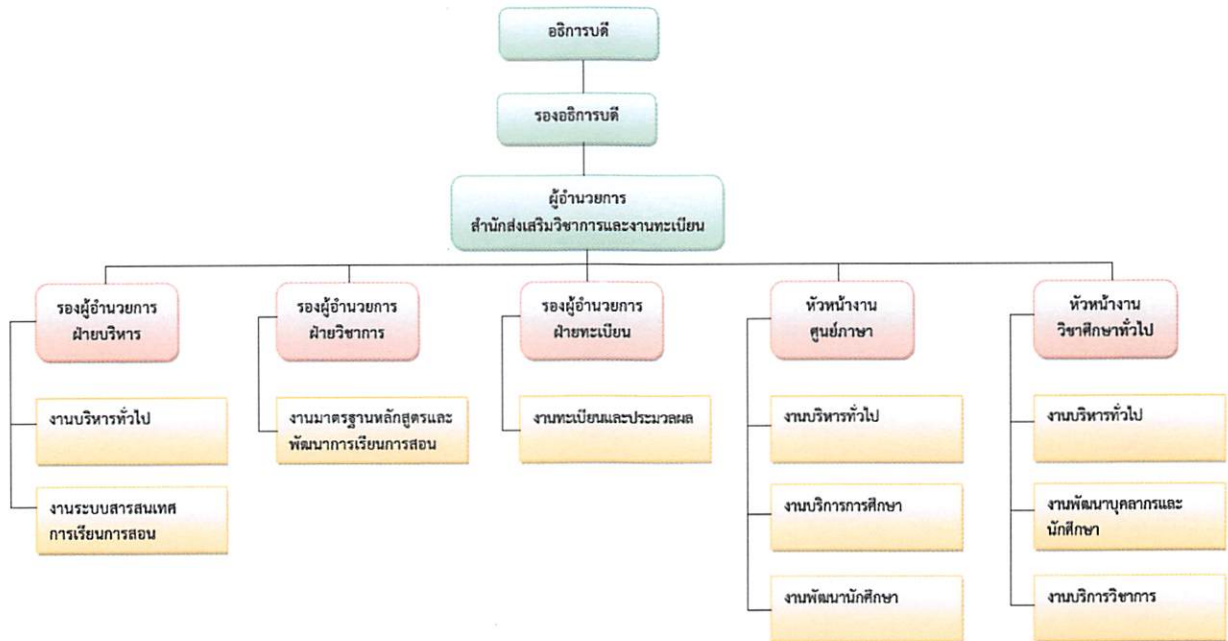 อธิการบดี
รองอธิการบดี
ผู้อำนวยการ
สำนักส่งเสริมวิชาการและงานทะเบียน
รองผู้อำนวยการ
ฝ่ายบริหาร
งานบริหารทั่วไป
งานระบบสารสนเทศ
การเรียนการสอน
รองผู้อำนวยการ
ฝ่ายวิชาการ
งานมาตรฐานหลักสูตรและ
พัฒนาการเรียนการสอน
รองผู้อำนวยการ
ฝ่ายทะเบียน
งานทะเบียนและประมวลผล
หัวหน้างาน
ศูนย์ภาษา
งานบริหารทั่วไป
งานบริการการศึกษา
งานพัฒนานักศึกษา
หัวหน้างาน
วิชาศึกษาทั่วไป
งานบริหารทั่วไป
งานพัฒนาบุคลากรและ
นักศึกษา
งานบริการวิชาการ